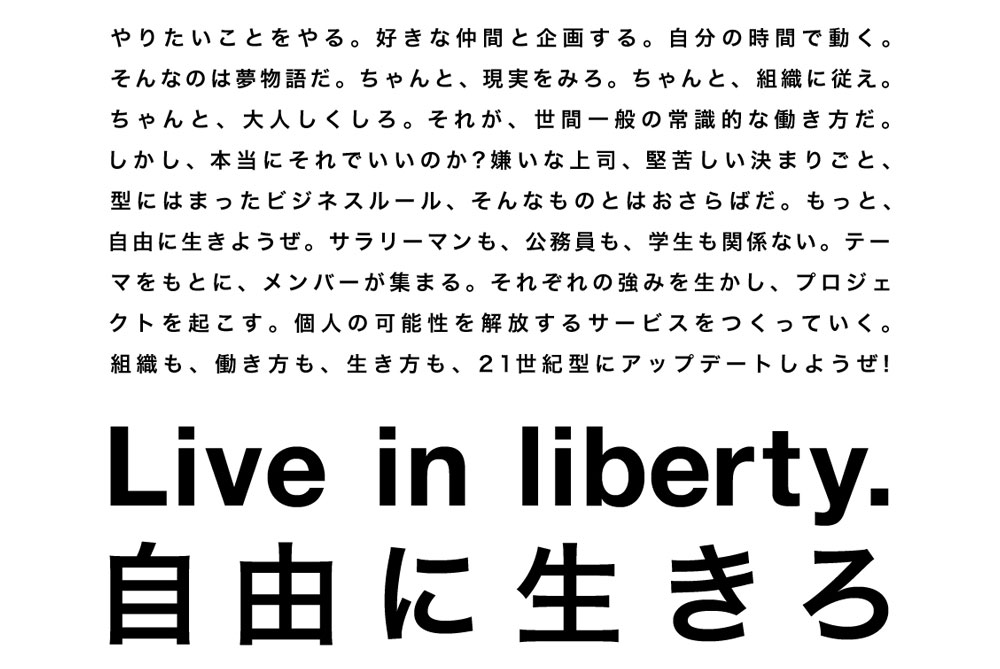 やりたいことをやる。好きな仲間と企画する。自分の時間で動く。
そんなのは夢物語だ。ちゃんと、現実をみろ。ちゃんと、組織に従え。
ちゃんと、大人しくしろ。それが、世間一般の常識的な働き方だ。
しかし、本当にそれでいいのか?嫌いな上司、堅苦しい決まりごと、
型にはまったビジネスルール、そんなものとはおさらばだ。もっと、
自由に生きようぜ。サラリーマンも、公務員も、学生も関係ない。テー
マをもとに、メンバーが集まる。それぞれの強みを生かし、プロジェ
クトを起こす。個人の可能性を解放するサービスをつくっていく。
組織も、働き方も、生き方も、21世紀型にアップデートしようぜ!
Live in liberty.
自由に生きろ